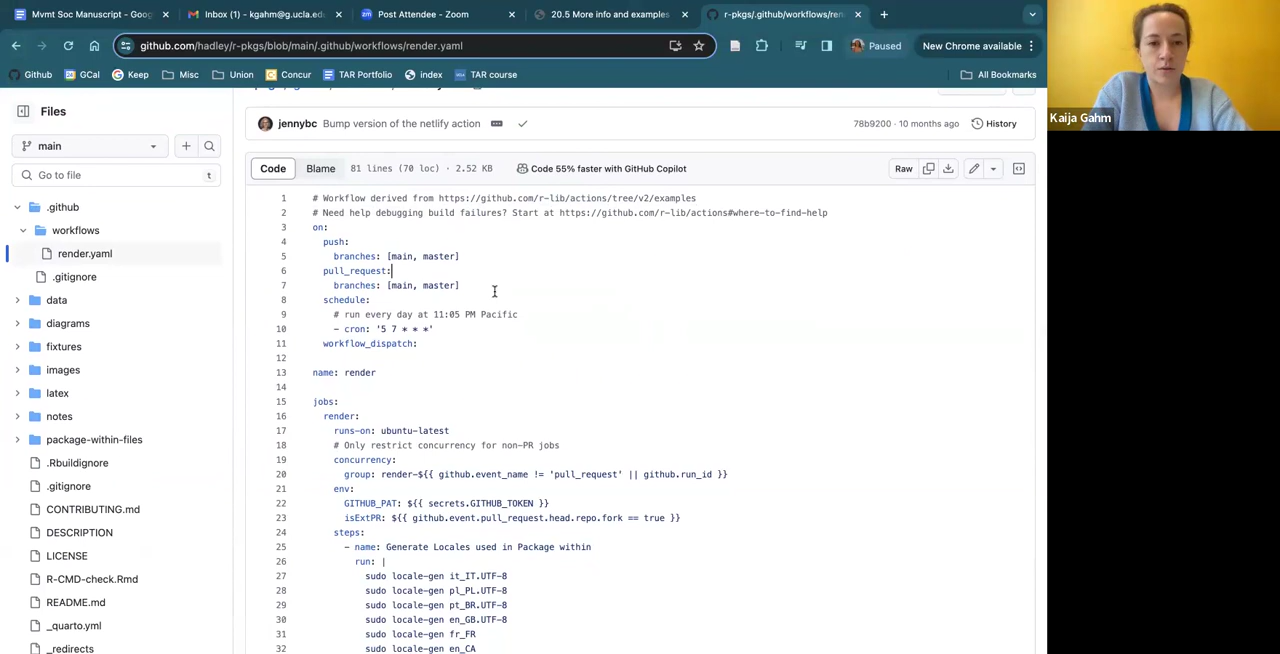 Mvmt Soc Manuscript - Goog
Inbox (1) - kgahm@g.ucla.ed
Post Attendee - Zoom
20.5 More info and examples
r-pkgs/.github/workflows/ren
github.com/hadley/r-pkgs/blob/main/.github/workflows/render.yaml
Paused
New Chrome available
Github
GCal
Keep
Misc
Union
Concur
TAR Portfolio
index
TAR course
All Bookmarks
Files
main
Go to file
t
.github
workflows
render.yaml
.gitignore
data
diagrams
fixtures
images
latex
notes
package-within-files
.Rbuildignore
.gitignore
CONTRIBUTING.md
DESCRIPTION
LICENSE
R-CMD-check.Rmd
README.md
_quarto.yml
_redirects
jennybc Bump version of the netlify action
78b9200 · 10 months ago
History
Code
Blame
81 lines (70 loc) · 2.52 KB
Code 55% faster with GitHub Copilot
Raw
1 # Workflow derived from https://github.com/r-lib/actions/tree/v2/examples
2 # Need help debugging build failures? Start at https://github.com/r-lib/actions#where-to-find-help
3 on:
4 push:
5 branches: [main, master]
6 pull_request:
7 branches: [main, master]
8 schedule:
9 # run every day at 11:05 PM Pacific
10 - cron: '5 7 * * *'
11 workflow_dispatch:
12
13 name: render
14
15 jobs:
16 render:
17 runs-on: ubuntu-latest
18 # Only restrict concurrency for non-PR jobs
19 concurrency:
20 group: render-${{ github.event_name != 'pull_request' || github.run_id }}
21 env:
22 GITHUB_PAT: ${{ secrets.GITHUB_TOKEN }}
23 isExtPR: ${{ github.event.pull_request.head.repo.fork == true }}
24 steps:
25 - name: Generate Locales used in Package within
26 run: |
27 sudo locale-gen it_IT.UTF-8
28 sudo locale-gen pl_PL.UTF-8
29 sudo locale-gen pt_BR.UTF-8
30 sudo locale-gen en_GB.UTF-8
31 sudo locale-gen fr_FR
32 sudo locale-gen en_CA
Kaija Gahm